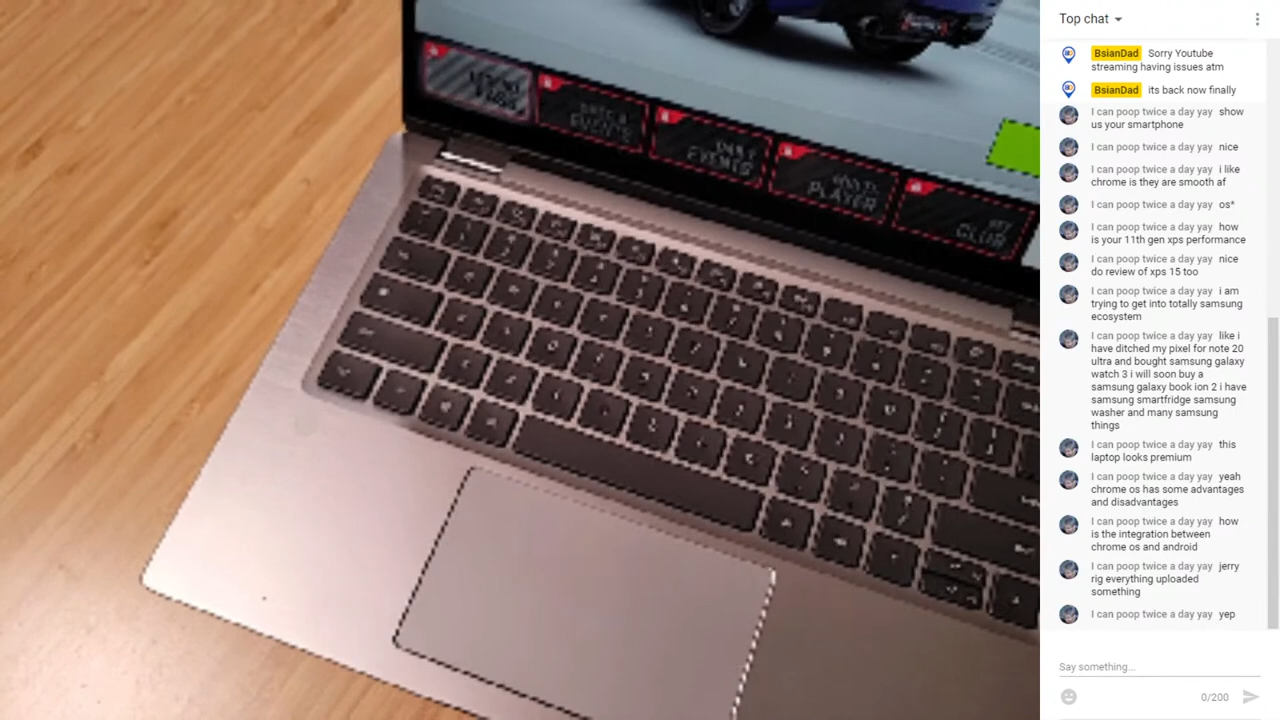 EVENTS
DAILY
EVENTS
MULTI
PLAYER
MY
CLUB
Top chat
BsianDad Sorry Youtube
streaming having issues atm
BsianDad its back now finally
I can poop twice a day yay show
us your smartphone
I can poop twice a day yay nice
I can poop twice a day yay i like
chrome is they are smooth af
I can poop twice a day yay os*
I can poop twice a day yay how
is your 11th gen xps performance
I can poop twice a day yay nice
do review of xps 15 too
I can poop twice a day yay i am
trying to get into totally samsung
ecosystem
I can poop twice a day yay like i
have ditched my pixel for note 20
ultra and bought samsung galaxy
watch 3 i will soon buy a
samsung galaxy book ion 2 i have
samsung smartfridge samsung
washer and many samsung
things
I can poop twice a day yay this
laptop looks premium
I can poop twice a day yay yeah
chrome os has some advantages
and disadvantages
I can poop twice a day yay how
is the integration between
chrome os and android
I can poop twice a day yay jerry
rig everything uploaded
something
I can poop twice a day yay yep
Say something...
0/200